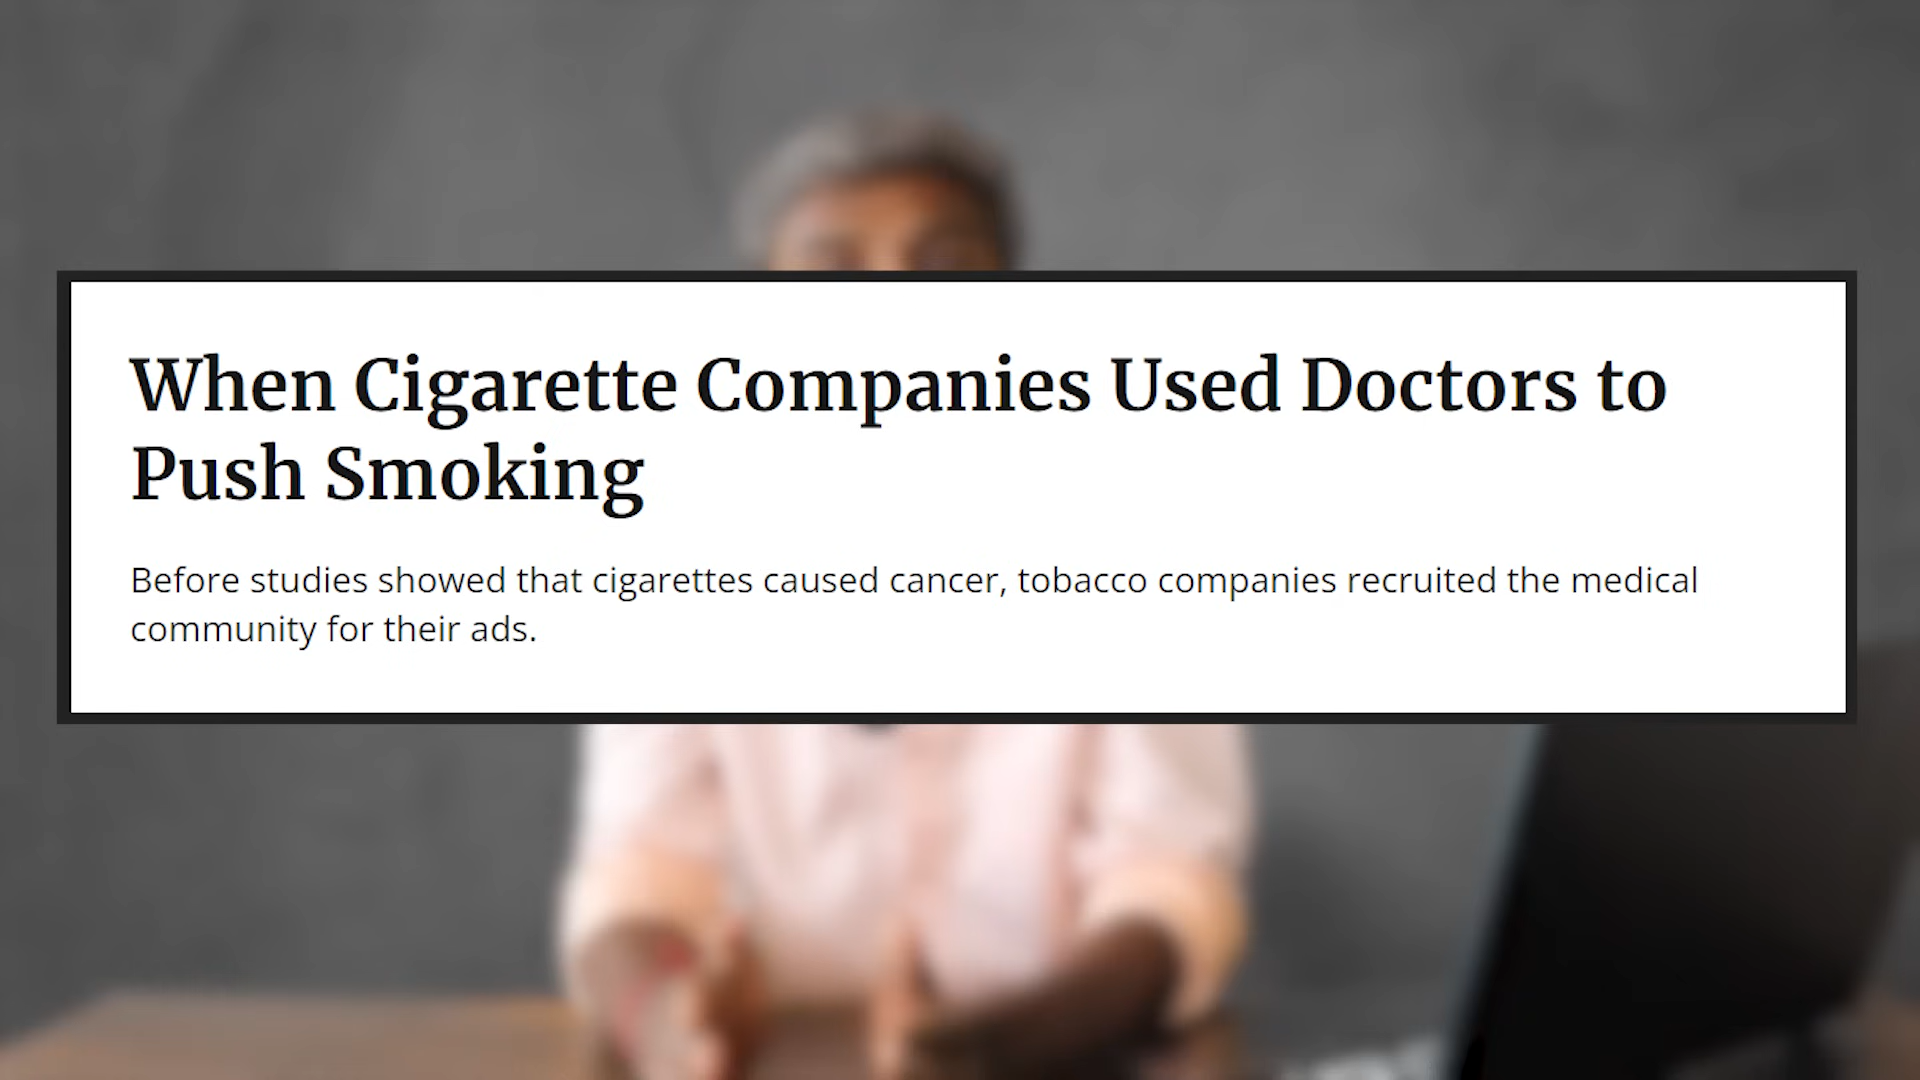 When Cigarette Companies Used Doctors to
Push Smoking
Before studies showed that cigarettes caused cancer, tobacco companies recruited the medical
community for their ads.